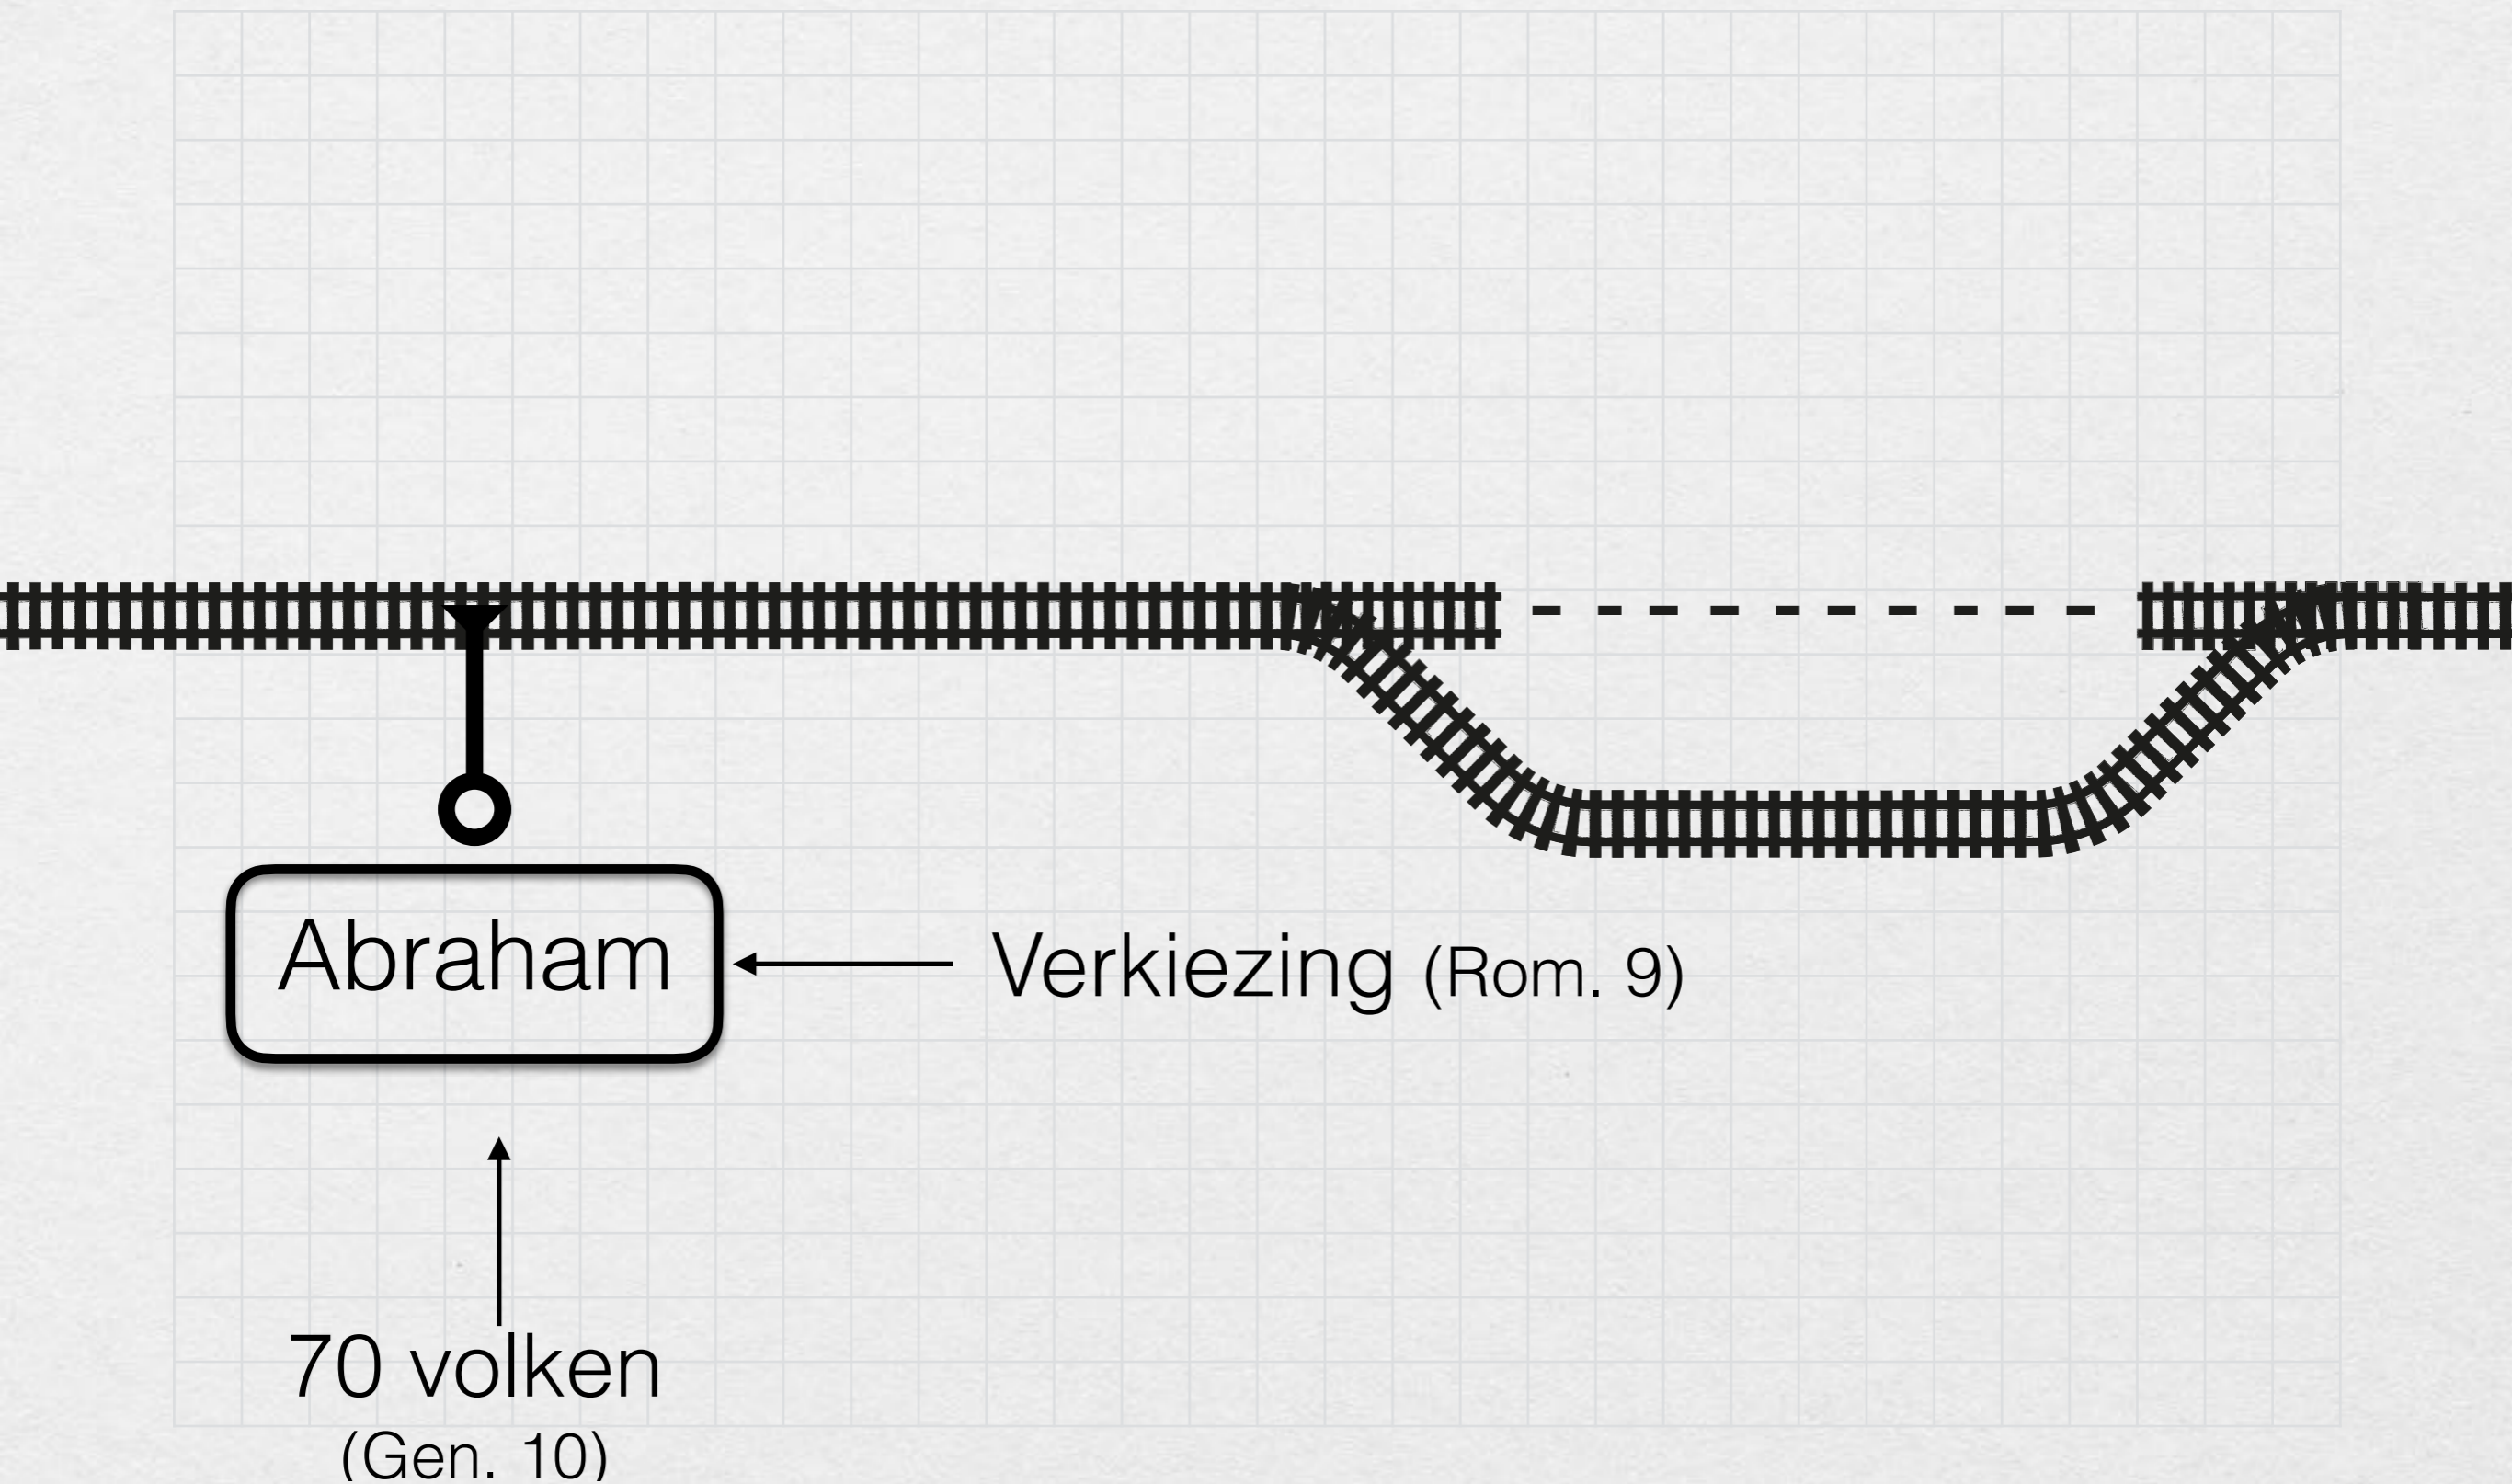 Abraham
Verkiezing (Rom. 9)
70 volken
(Gen. 10)